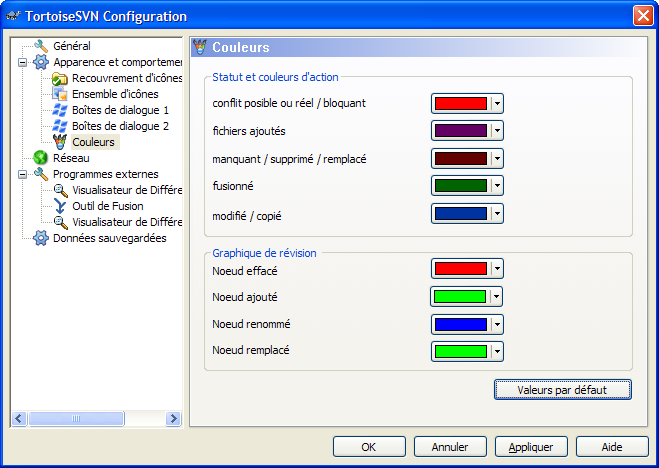 TortoiseSVN Configuration
Général
Apparence et comporteme
Recouvrement d'icônes
Ensemble d'icônes
Boîtes de dialogue 1
Boîtes de dialogue 2
Couleurs
Réseau
Programmes externes
Visualisateur de Différe
Outil de Fusion
Visualisateur de Différe
Données sauvegardées
Couleurs
Statut et couleurs d'action
conflit posible ou réel / bloquant
fichiers ajoutés
manquant / supprimé / remplacé
fusionné
modifié / copié
Graphique de révision
Noeud effacé
Noeud ajouté
Noeud renommé
Noeud remplacé
Valeurs par défaut
OK
Annuler
Appliquer
Aide